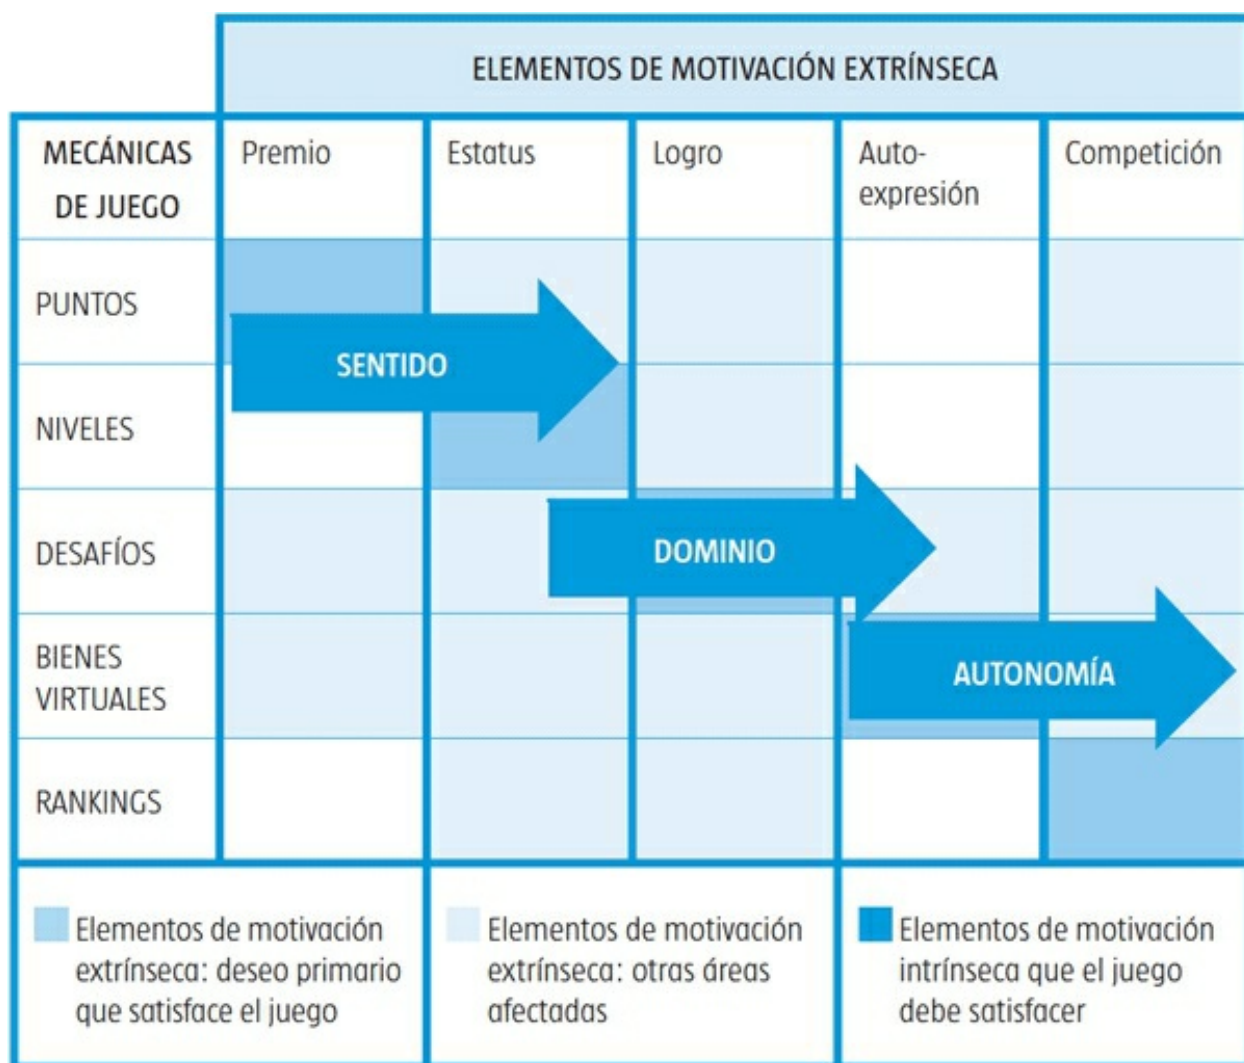 ELEMENTOS DE MOTIVACIÓN EXTRÍNSECA
MECÁNICAS
DE JUEGO
Premio
Estatus
Logro
Auto-
expresión
Competición
PUNTOS
SENTIDO
NIVELES
DESAFÍOS
DOMINIO
BIENES
VIRTUALES
AUTONOMÍA
RANKINGS
Elementos de motivación
extrínseca: deseo primario
que satisface el juego
Elementos de motivación
extrínseca: otras áreas
afectadas
Elementos de motivación
intrínseca que el juego
debe satisfacer